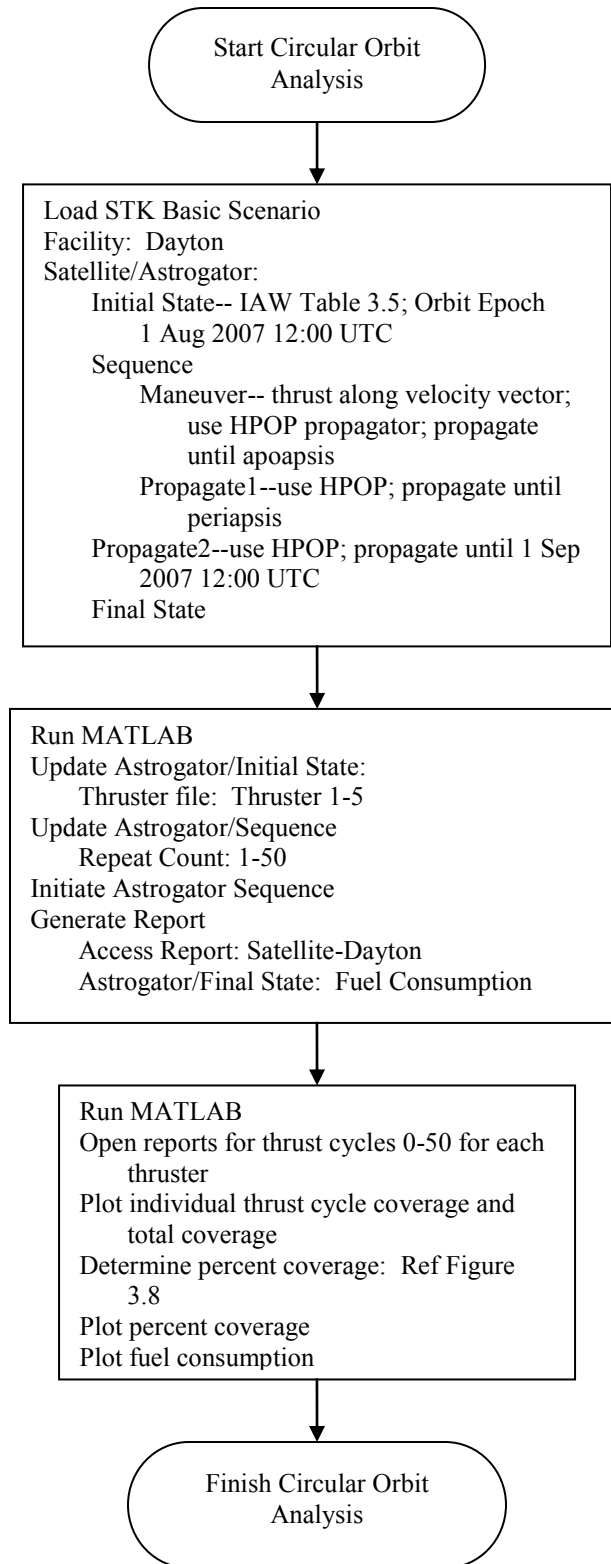 Start Circular Orbit
Analysis
Load STK Basic Scenario
Facility:  Dayton
Satellite/Astrogator:
Initial State-- IAW Table 3.5; Orbit Epoch
1 Aug 2007 12:00 UTC
Sequence
Maneuver-- thrust along velocity vector;
use HPOP propagator; propagate
until apoapsis
Propagate1--use HPOP; propagate until
periapsis
Propagate2--use HPOP; propagate until 1 Sep
2007 12:00 UTC
Final State
Run MATLAB
Update Astrogator/Initial State:
Thruster file:  Thruster 1-5
Update Astrogator/Sequence
Repeat Count: 1-50
Initiate Astrogator Sequence
Generate Report
Access Report: Satellite-Dayton
Astrogator/Final State:  Fuel Consumption
Run MATLAB
Open reports for thrust cycles 0-50 for each
thruster
Plot individual thrust cycle coverage and
total coverage
Determine percent coverage:  Ref Figure
3.8
Plot percent coverage
Plot fuel consumption
Finish Circular Orbit
Analysis